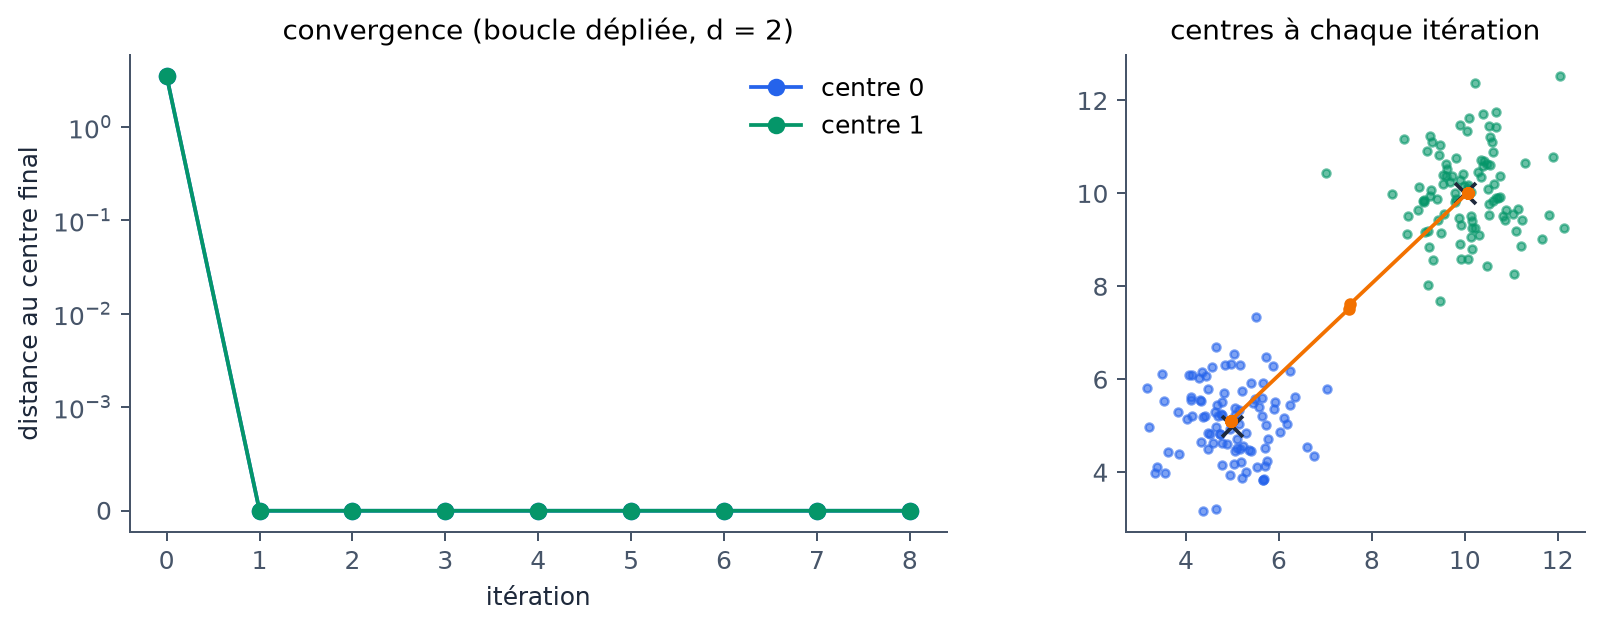 convergence (boucle dépliée, d = 2)
distance au centre final
10⁰
10⁻¹
10⁻²
10⁻³
0
centre 0
centre 1
0 1 2 3 4 5 6 7 8
itération
centres à chaque itération
12
10
8
6
4
4 6 8 10 12